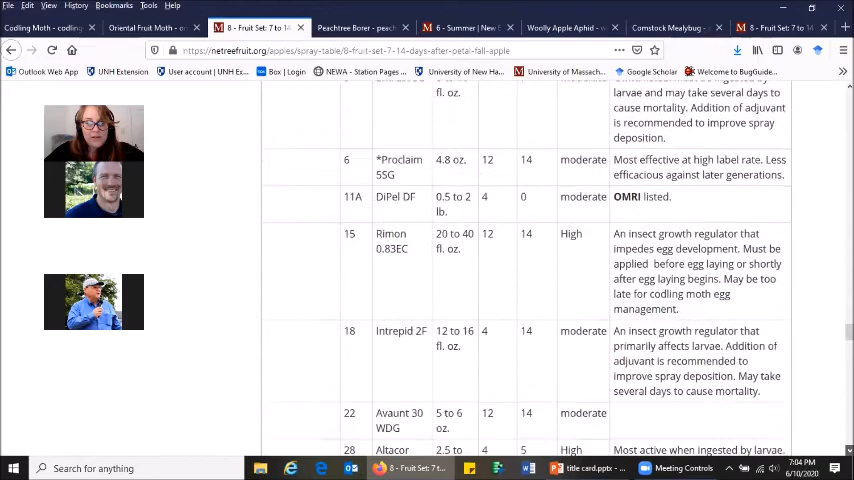 File Edit View History Bookmarks Tools Help
Codling Moth - codling Oriental Fruit Moth - ori 8 - Fruit Set: 7 to 14 Peachtree Borer - peach 6 - Summer | New E Woolly Apple Aphid - w Comstock Mealybug - 8 - Fruit Set: 7 to 14
https://netreefruit.org/apples/spray-table/8-fruit-set-7-14-days-after-petal-fall-apple
Outlook Web App UNH Extension User account | UNH Box | Login NEWA - Station Pages ... University of New Ha... University of Massach... Google Scholar Welcome to BugGuide...
fl. oz. larvae and may take several days to
cause mortality. Addition of adjuvant
is recommended to improve spray
deposition.
6 *Proclaim 4.8 oz. 12 14 moderate Most effective at high label rate. Less
5SG efficacious against later generations.
11A DiPel DF 0.5 to 2 4 0 moderate OMRI listed.
lb.
15 Rimon 20 to 40 12 14 High An insect growth regulator that
0.83EC fl. oz. impedes egg development. Must be
applied before egg laying or shortly
after egg laying begins. May be too
late for codling moth egg
management.
18 Intrepid 2F 12 to 16 4 14 moderate An insect growth regulator that
fl. oz. primarily affects larvae. Addition of
adjuvant is recommended to
improve spray deposition. May take
several days to cause mortality.
22 Avaunt 30 5 to 6 12 14 moderate
WDG oz.
28 Altacor 2.5 to 4 5 High Most active when ingested by larvae.
Search for anything 8 - Fruit Set: 7 t... title card.pptx - ... Meeting Controls 7:04 PM
6/10/2020